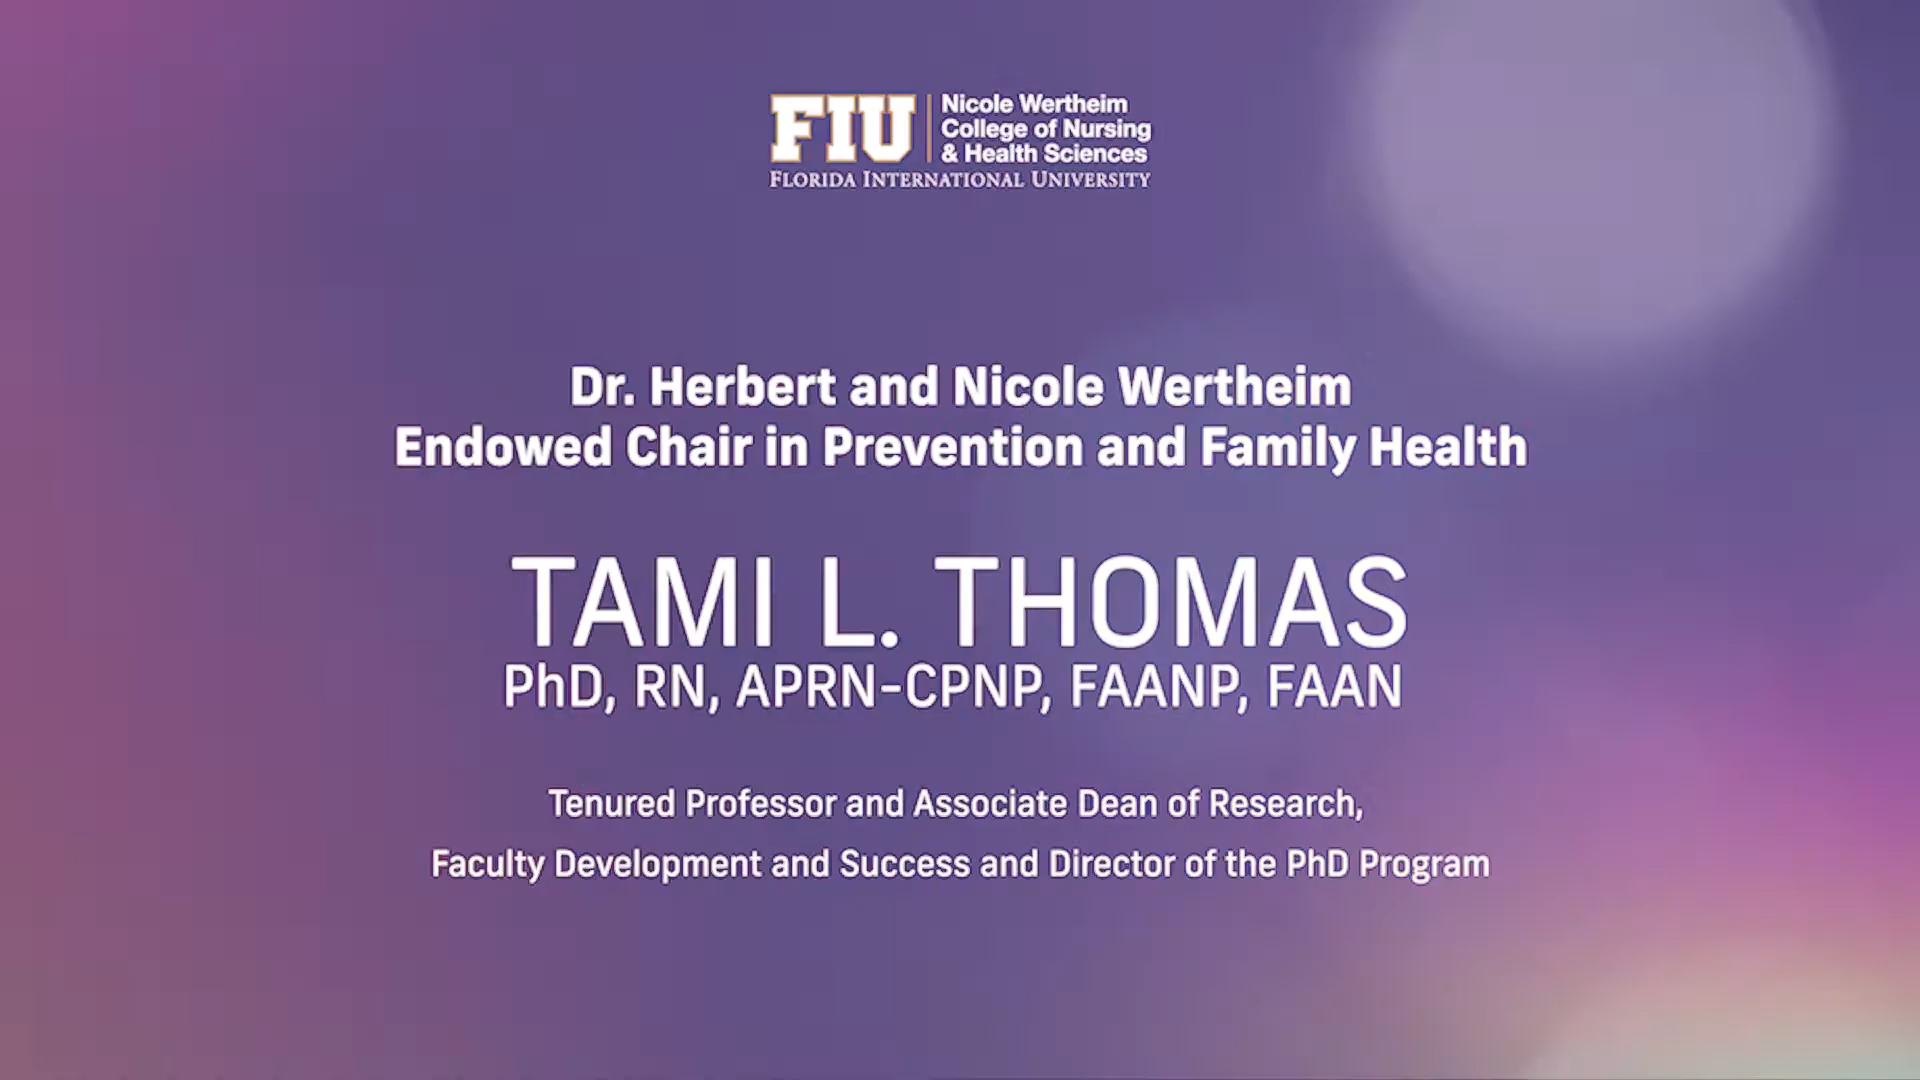 FIU
Nicole Wertheim
College of Nursing
& Health Sciences
FLORIDA INTERNATIONAL UNIVERSITY
Dr. Herbert and Nicole Wertheim
Endowed Chair in Prevention and Family Health
TAMI L. THOMAS
PhD, RN, APRN-CPNP, FAANP, FAAN
Tenured Professor and Associate Dean of Research,
Faculty Development and Success and Director of the PhD Program